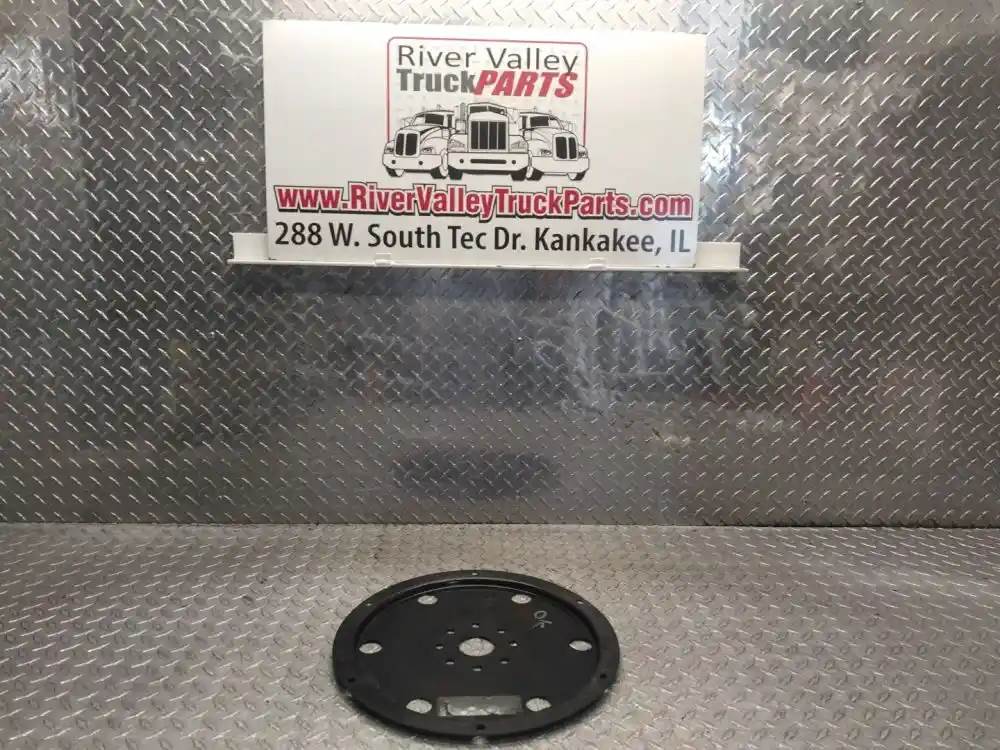 River Valley
TruckPARTS
www.RiverValleyTruckParts.com
288 W. South Tec Dr. Kankakee, IL
OK